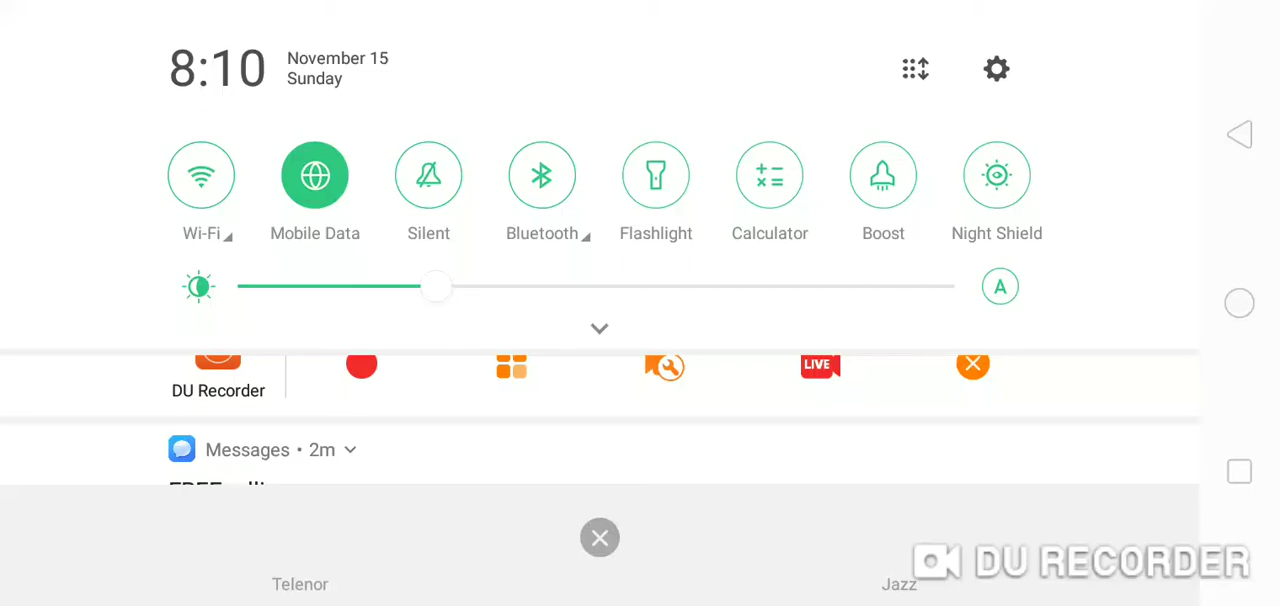 8:10
November 15
Sunday
Wi-Fi
Mobile Data
Silent
Bluetooth
Flashlight
Calculator
Boost
Night Shield
A
LIVE
DU Recorder
Messages • 2m
Telenor
Jazz
DU RECORDER